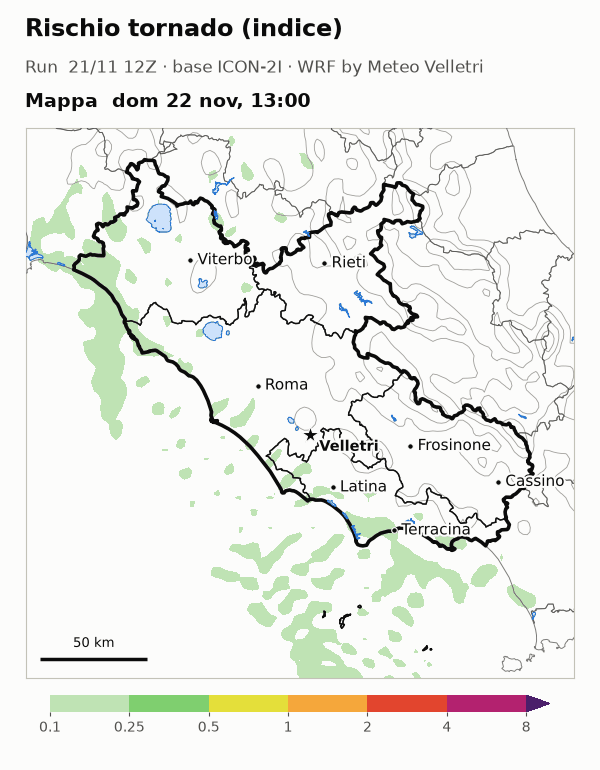 Rischio tornado (indice)
Run  21/11 12Z · base ICON-2I · WRF by Meteo Velletri
Mappa  dom 22 nov, 13:00
Viterbo
Rieti
Roma
Velletri
Frosinone
Cassino
Latina
Terracina
50 km
0.1 0.25 0.5 1 2 4 8